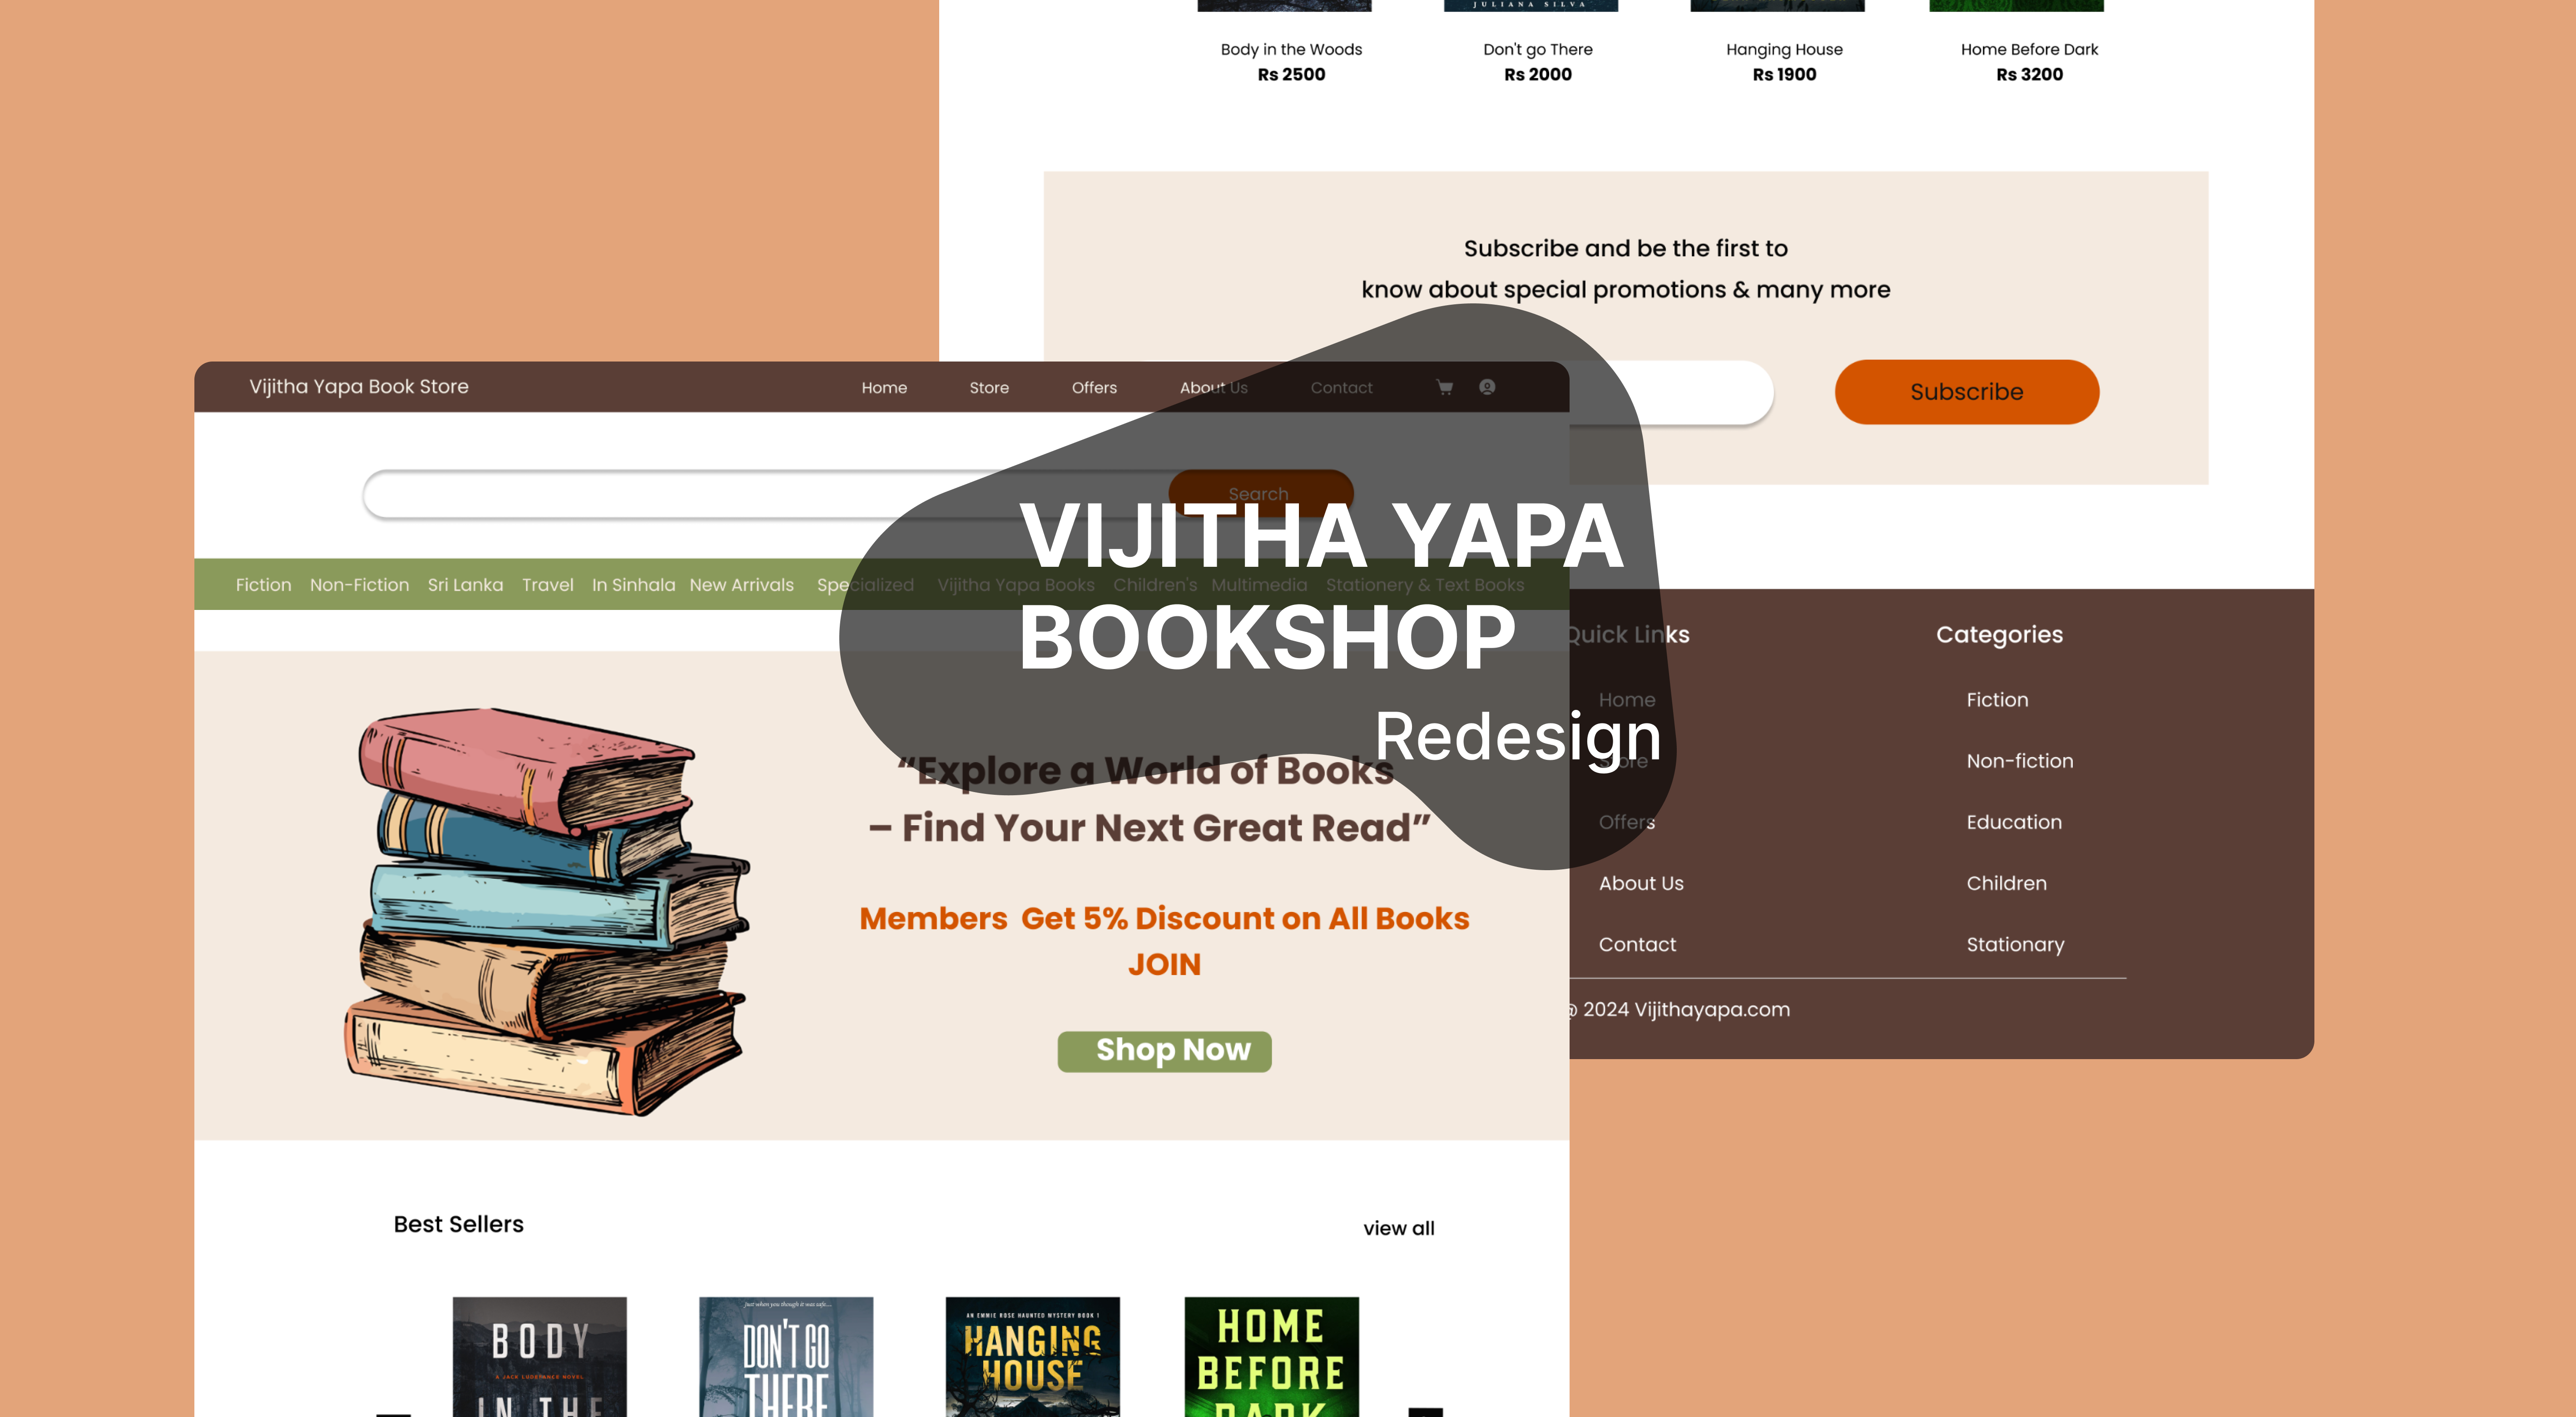 JULIANA SILVA
Body in the Woods
Rs 2500
Don't go There
Rs 2000
Hanging House
Rs 1900
Home Before Dark
Rs 3200
Subscribe and be the first to
know about special promotions & many more
Subscribe
Vijitha Yapa Book Store
Home
Store
Offers
About Us
Contact
Search
Fiction
Non-Fiction
Sri Lanka
Travel
In Sinhala
New Arrivals
Specialized
Vijitha Yapa Books
Children's
Multimedia
Stationery & Text Books
VIJITHA YAPA
BOOKSHOP
Redesign
“Explore a World of Books
– Find Your Next Great Read”
Members Get 5% Discount on All Books
JOIN
Shop Now
Quick Links
Home
Store
Offers
About Us
Contact
Categories
Fiction
Non-fiction
Education
Children
Stationary
@ 2024 Vijithayapa.com
Best Sellers
view all
BODY
IN THE
Just when you though it was safe...
DON'T GO
THERE
AN EMMIE ROSE HAUNTED MYSTERY BOOK 1
HANGING
HOUSE
HOME
BEFORE
DARK